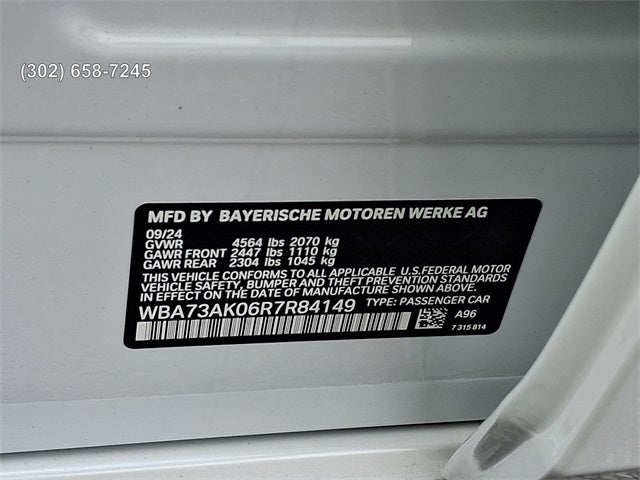 (302) 658-7245
MFD BY BAYERISCHE MOTOREN WERKE AG
09/24
GVWR 4564 lbs 2070 kg
GAWR FRONT 2447 lbs 1110 kg
GAWR REAR 2304 lbs 1045 kg
THIS VEHICLE CONFORMS TO ALL APPLICABLE U.S.FEDERAL MOTOR
VEHICLE SAFETY, BUMPER AND THEFT PREVENTION STANDARDS
IN EFFECT ON THE DATE OF MANUFACTURE SHOWN ABOVE.
WBA73AK06R7R84149 TYPE: PASSENGER CAR A96
7 315 814